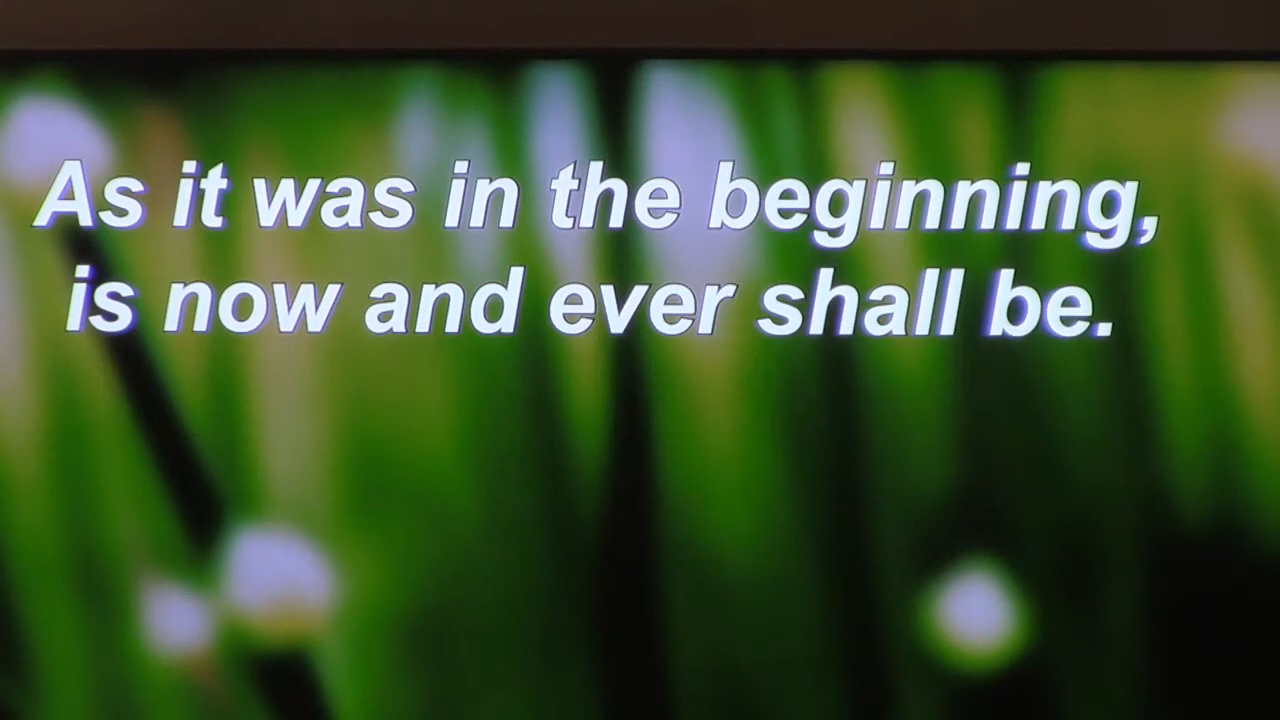 As it was in the beginning,
is now and ever shall be.